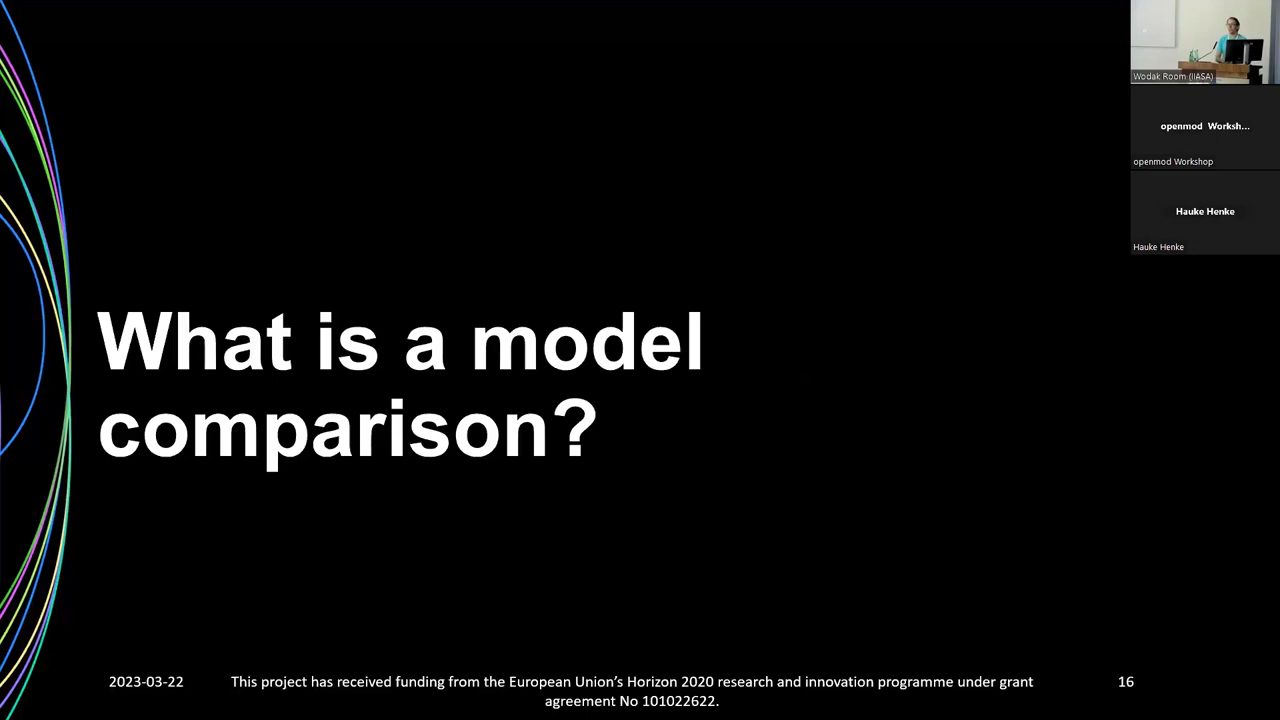 What is a model
comparison?
2023-03-22
This project has received funding from the European Union’s Horizon 2020 research and innovation programme under grant
agreement No 101022622.
16
Wodak Room (IIASA)
openmod Worksh...
openmod Workshop
Hauke Henke
Hauke Henke